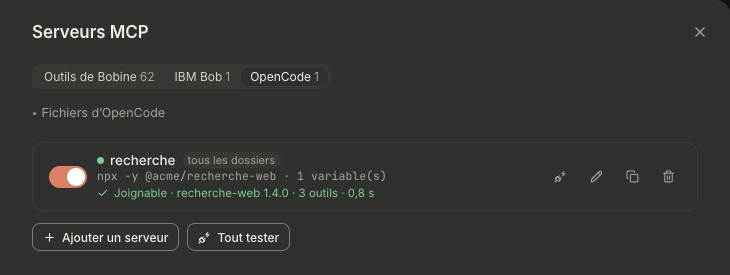 Serveurs MCP
Outils de Bobine 62 IBM Bob 1 OpenCode 1
Fichiers d'OpenCode
recherche tous les dossiers
npx -y @acme/recherche-web · 1 variable(s)
Joignable · recherche-web 1.4.0 · 3 outils · 0,8 s
Ajouter un serveur Tout tester